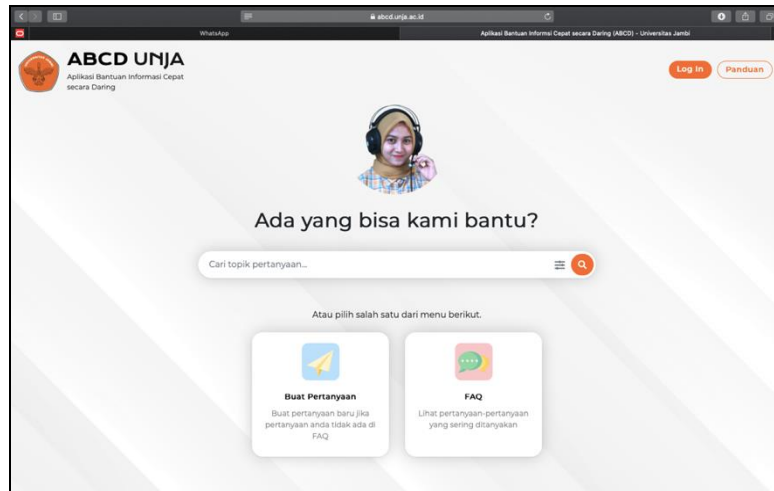 abcd.unja.ac.id
WhatsApp
Aplikasi Bantuan Informsi Cepat secara Daring (ABCD) - Universitas Jambi
ABCD UNJA
Aplikasi Bantuan Informasi Cepat
secara Daring
Log in
Panduan
Ada yang bisa kami bantu?
Cari topik pertanyaan...
Atau pilih salah satu dari menu berikut.
Buat Pertanyaan
Buat pertanyaan baru jika
pertanyaan anda tidak ada di
FAQ
FAQ
Lihat pertanyaan-pertanyaan
yang sering ditanyakan